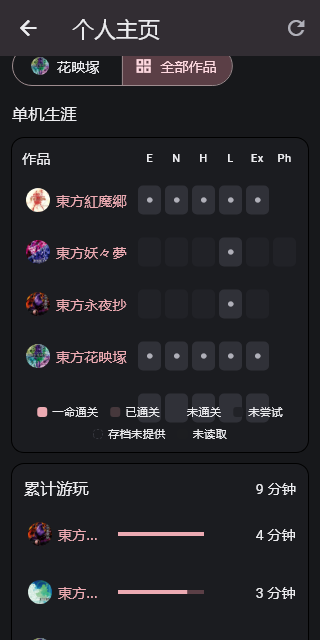 个人主页
花映塚 全部作品
单机生涯
作品 E N H L Ex Ph
東方紅魔郷
東方妖々夢
東方永夜抄
東方花映塚
一命通关 已通关 未通关 未尝试
存档未提供 未读取
累计游玩 9 分钟
東方... 4 分钟
東方... 3 分钟